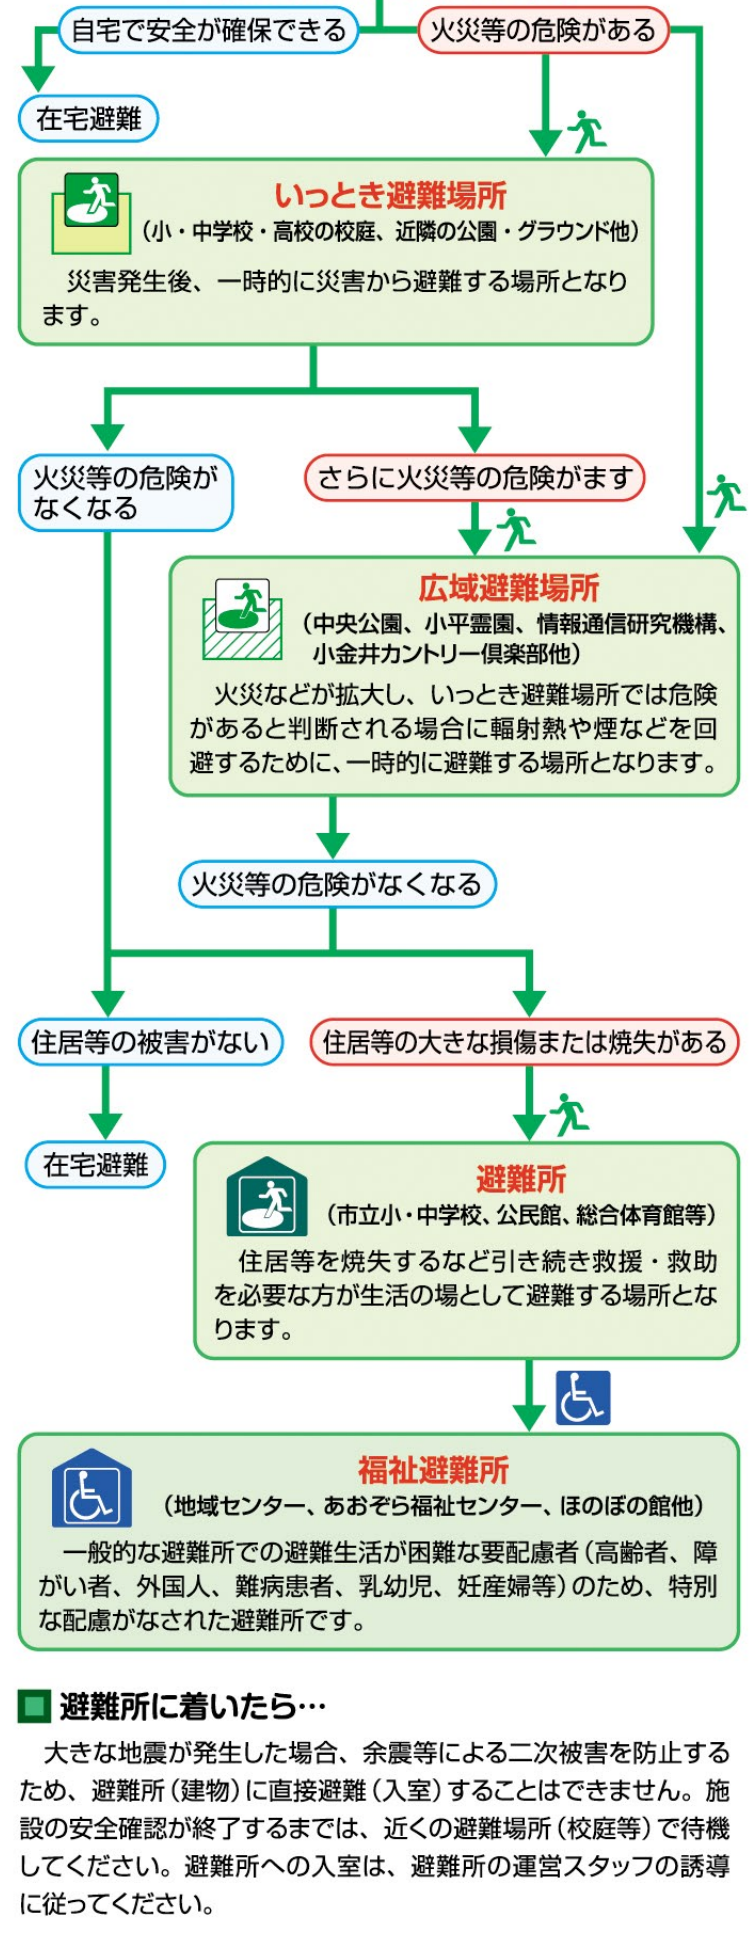 自宅で安全が確保できる
火災等の危険がある
在宅避難
いっとき避難場所
（小・中学校・高校の校庭、近隣の公園・グラウンド他）
災害発生後、一時的に災害から避難する場所となり
ます。
火災等の危険が
なくなる
さらに火災等の危険がます
広域避難場所
（中央公園、小平霊園、情報通信研究機構、
小金井カントリー倶楽部他）
火災などが拡大し、いっとき避難場所では危険
があると判断される場合に輻射熱や煙などを回
避するために、一時的に避難する場所となります。
火災等の危険がなくなる
住居等の被害がない
住居等の大きな損傷または焼失がある
在宅避難
避難所
（市立小・中学校、公民館、総合体育館等）
住居等を焼失するなど引き続き救援・救助
を必要な方が生活の場として避難する場所とな
ります。
福祉避難所
（地域センター、あおぞら福祉センター、ほのぼの館他）
一般的な避難所での避難生活が困難な要配慮者（高齢者、障
がい者、外国人、難病患者、乳幼児、妊産婦等）のため、特別
な配慮がなされた避難所です。
避難所に着いたら…
大きな地震が発生した場合、余震等による二次被害を防止する
ため、避難所（建物）に直接避難（入室）することはできません。施
設の安全確認が終了するまでは、近くの避難場所（校庭等）で待機
してください。避難所への入室は、避難所の運営スタッフの誘導
に従ってください。